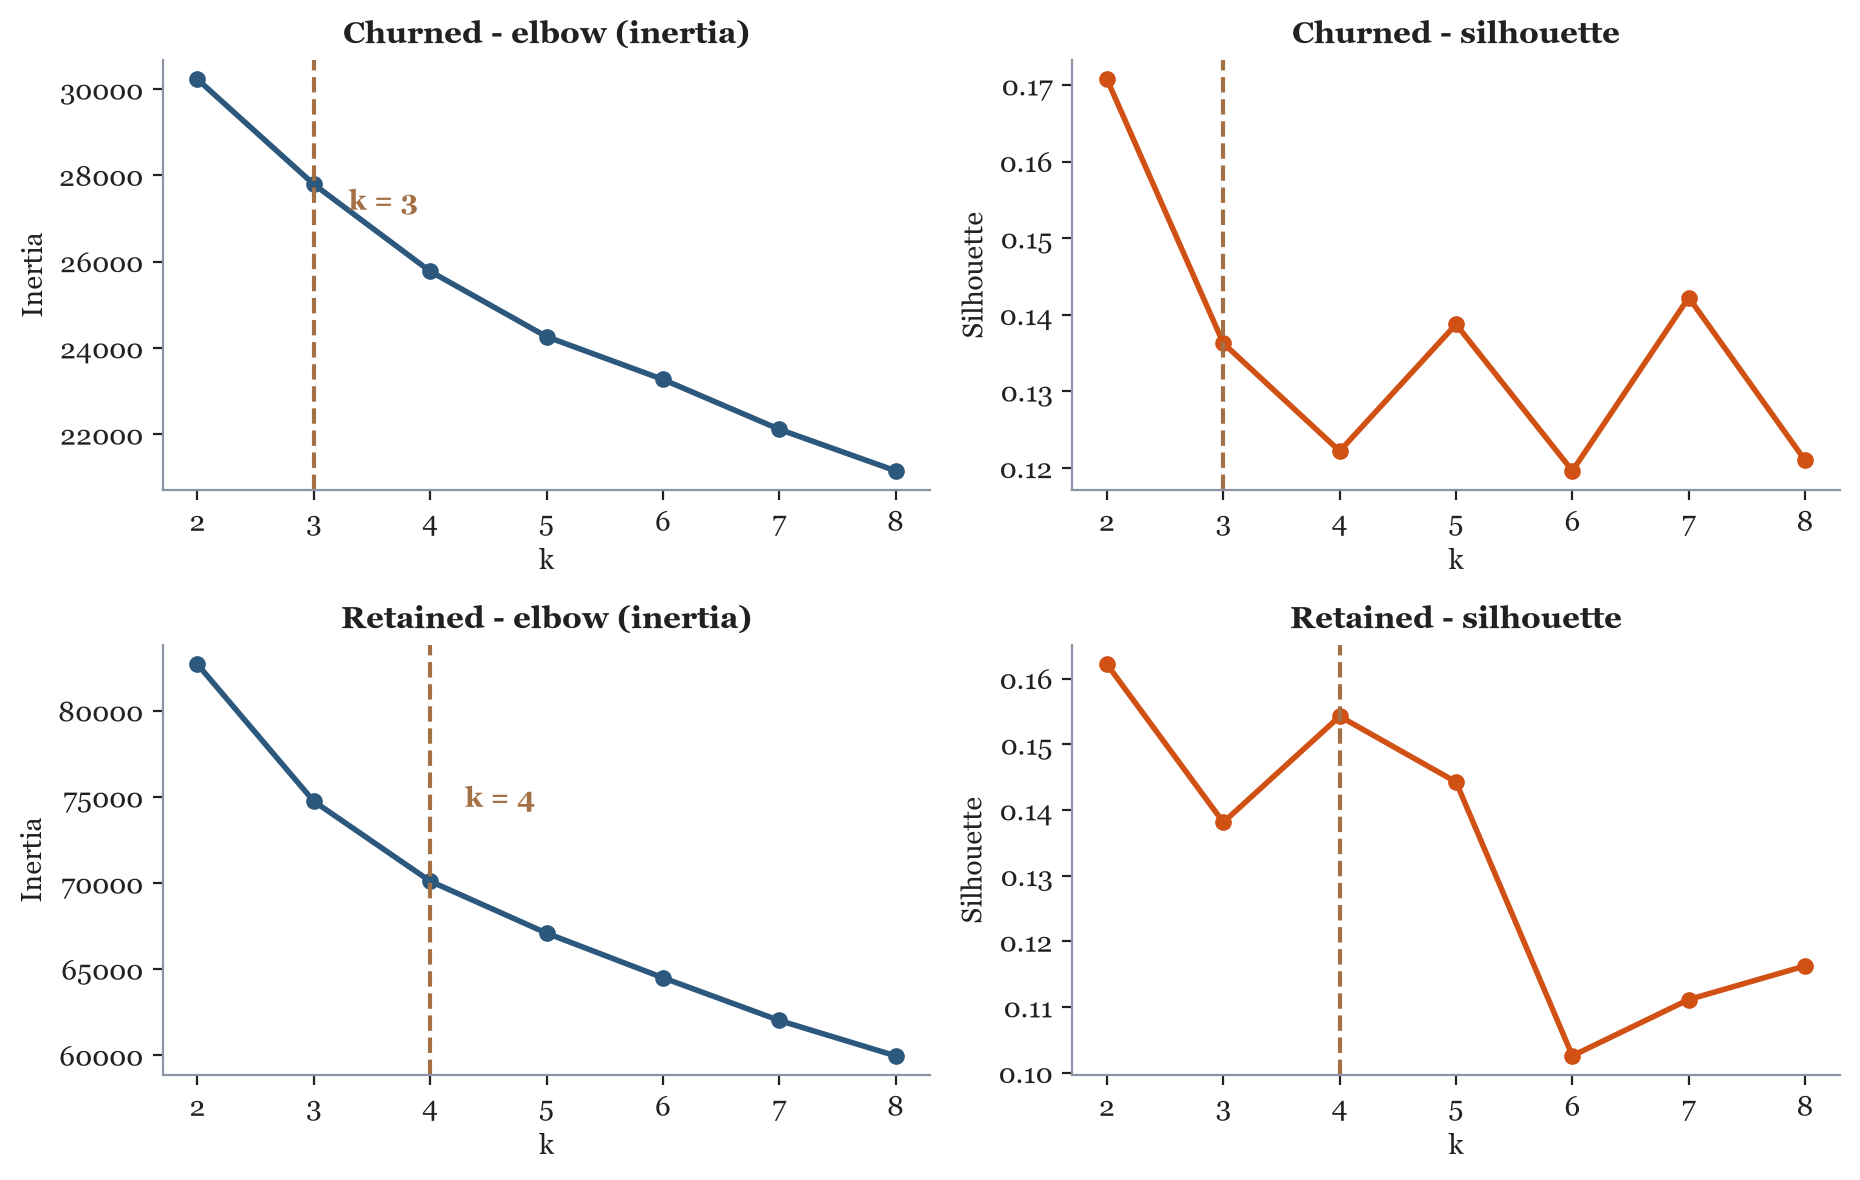 Churned - elbow (inertia)
30000
28000
26000
24000
22000
Inertia
k = 3
2 3 4 5 6 7 8
k
Churned - silhouette
0.17
0.16
0.15
0.14
0.13
0.12
Silhouette
2 3 4 5 6 7 8
k
Retained - elbow (inertia)
80000
75000
70000
65000
60000
Inertia
k = 4
2 3 4 5 6 7 8
k
Retained - silhouette
0.16
0.15
0.14
0.13
0.12
0.11
0.10
Silhouette
2 3 4 5 6 7 8
k